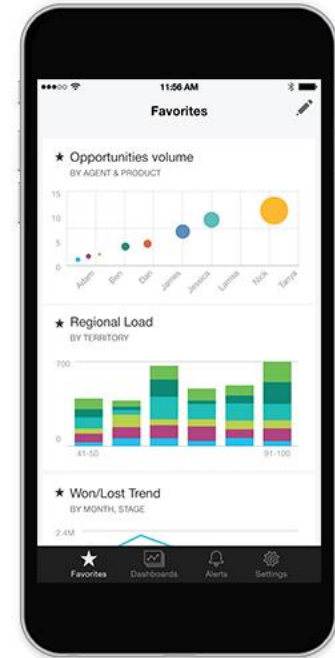 11:56 AM
Favorites
★ Opportunities volume
BY AGENT & PRODUCT
15
10
5
0
Adam Ben Dan James Jessica Larrisa Nick Tanya
★ Regional Load
BY TERRITORY
700
0
41-50 91-100
★ Won/Lost Trend
BY MONTH, STAGE
2.4M
Favorites Dashboards Alerts Settings